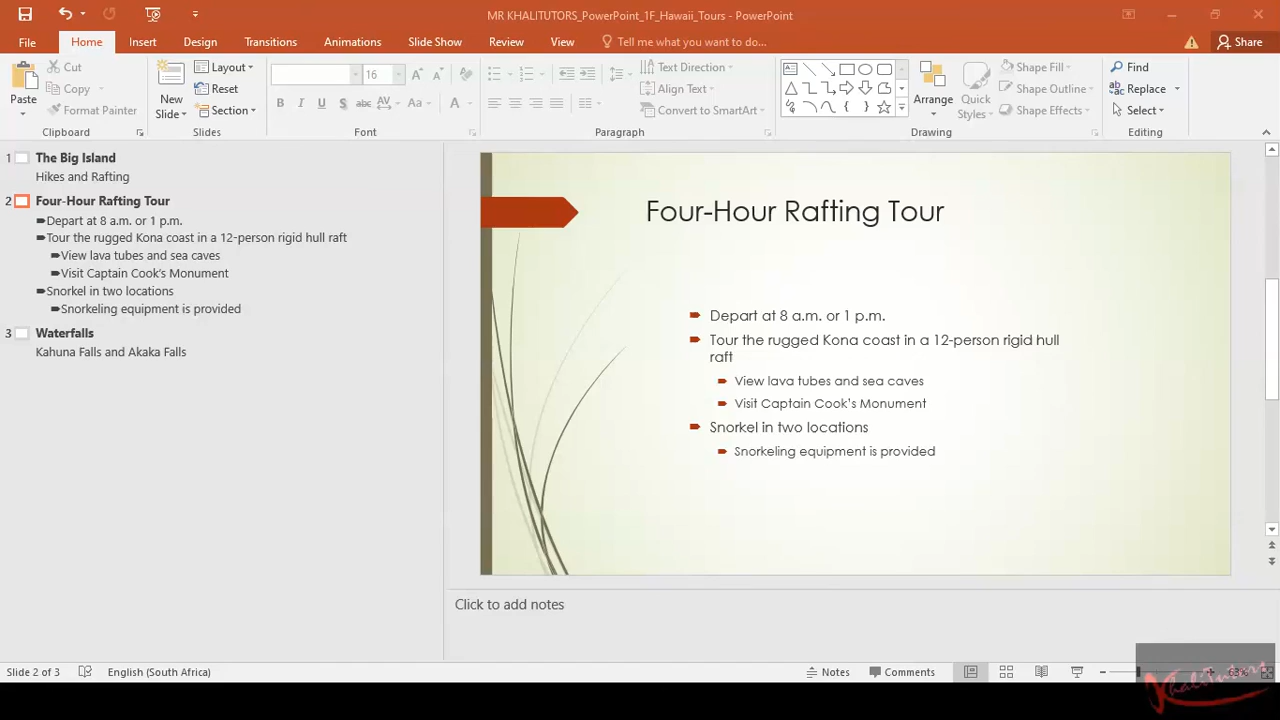 MR KHALITUTORS_PowerPoint_1F_Hawaii_Tours - PowerPoint
File Home Insert Design Transitions Animations Slide Show Review View Tell me what you want to do... Share
Paste
Cut
Copy
Format Painter
Clipboard
New Slide
Layout
Reset
Section
Slides
16
B I U S abc AV Aa A
Font
Text Direction
Align Text
Convert to SmartArt
Paragraph
Arrange
Quick Styles
Shape Fill
Shape Outline
Shape Effects
Drawing
Find
Replace
Select
Editing
1 The Big Island
Hikes and Rafting
2 Four-Hour Rafting Tour
Depart at 8 a.m. or 1 p.m.
Tour the rugged Kona coast in a 12-person rigid hull raft
View lava tubes and sea caves
Visit Captain Cook's Monument
Snorkel in two locations
Snorkeling equipment is provided
3 Waterfalls
Kahuna Falls and Akaka Falls
Four-Hour Rafting Tour
Depart at 8 a.m. or 1 p.m.
Tour the rugged Kona coast in a 12-person rigid hull
raft
View lava tubes and sea caves
Visit Captain Cook's Monument
Snorkel in two locations
Snorkeling equipment is provided
Click to add notes
Slide 2 of 3 English (South Africa) Notes Comments
KhaliTutors